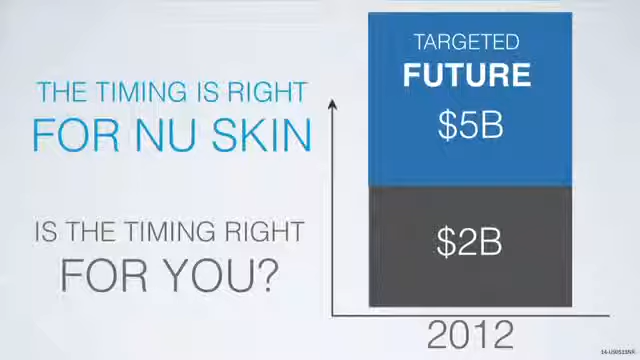 THE TIMING IS RIGHT
FOR NU SKIN
IS THE TIMING RIGHT
FOR YOU?
TARGETED
FUTURE
$5B
$2B
2012